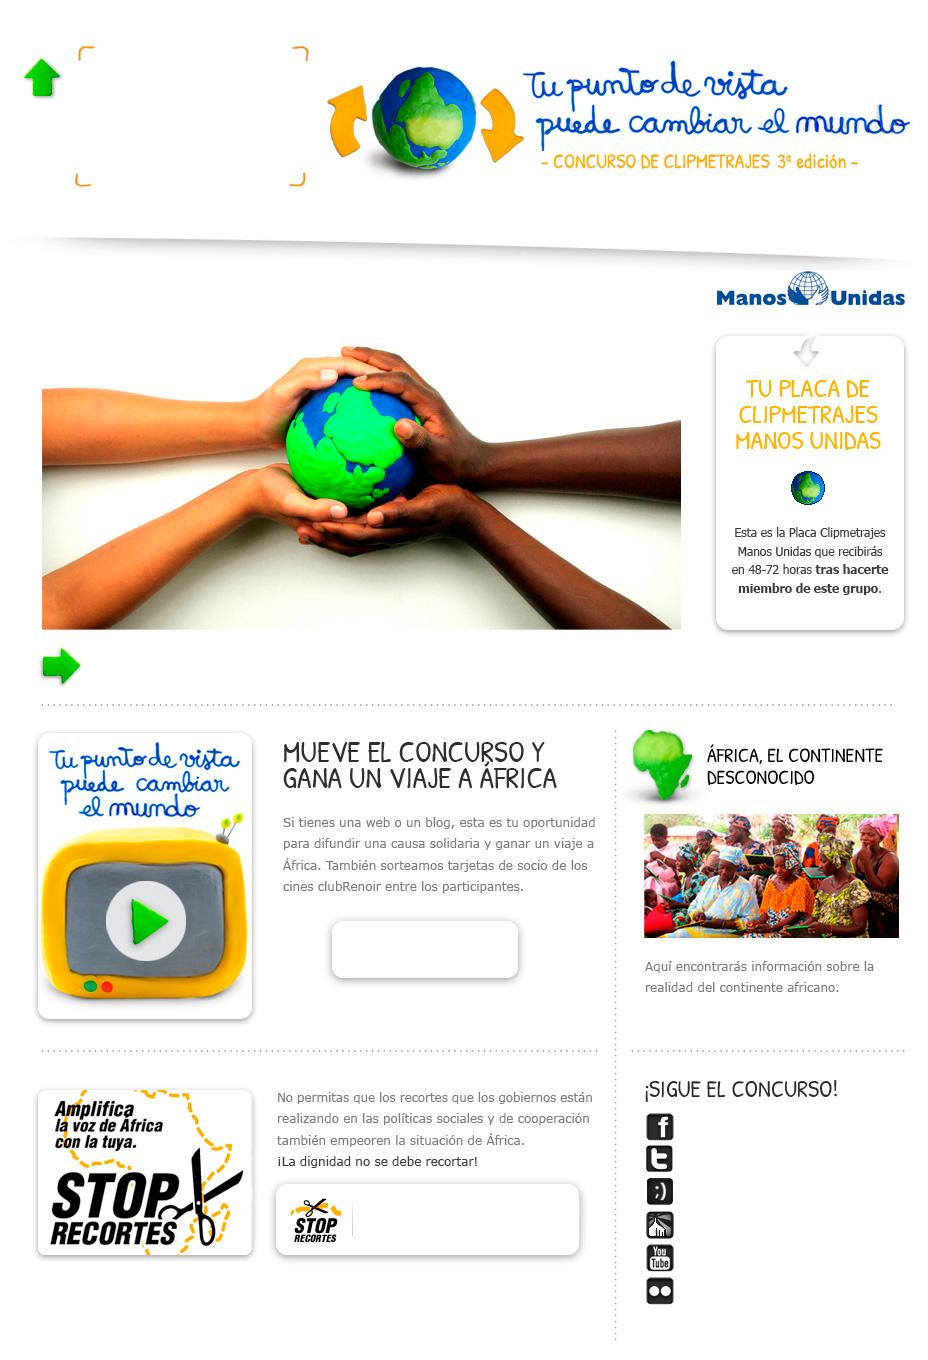 Tu punto de vista
puede cambiar el mundo
- CONCURSO DE CLIPMETRAJES 3ª edición -
Manos Unidas
TU PLACA DE
CLIPMETRAJES
MANOS UNIDAS
Esta es la Placa Clipmetrajes
Manos Unidas que recibirás
en 48-72 horas tras hacerte
miembro de este grupo.
Tu punto de vista
puede cambiar
el mundo
MUEVE EL CONCURSO Y
GANA UN VIAJE A ÁFRICA
Si tienes una web o un blog, esta es tu oportunidad
para difundir una causa solidaria y ganar un viaje a
África. También sorteamos tarjetas de socio de los
cines clubRenoir entre los participantes.
ÁFRICA, EL CONTINENTE
DESCONOCIDO
Aquí encontrarás información sobre la
realidad del continente africano.
Amplifica
la voz de África
con la tuya.
STOP
RECORTES
No permitas que los recortes que los gobiernos están
realizando en las políticas sociales y de cooperación
también empeoren la situación de África.
¡La dignidad no se debe recortar!
STOP
RECORTES
¡SIGUE EL CONCURSO!
f
t
;)
You
Tube